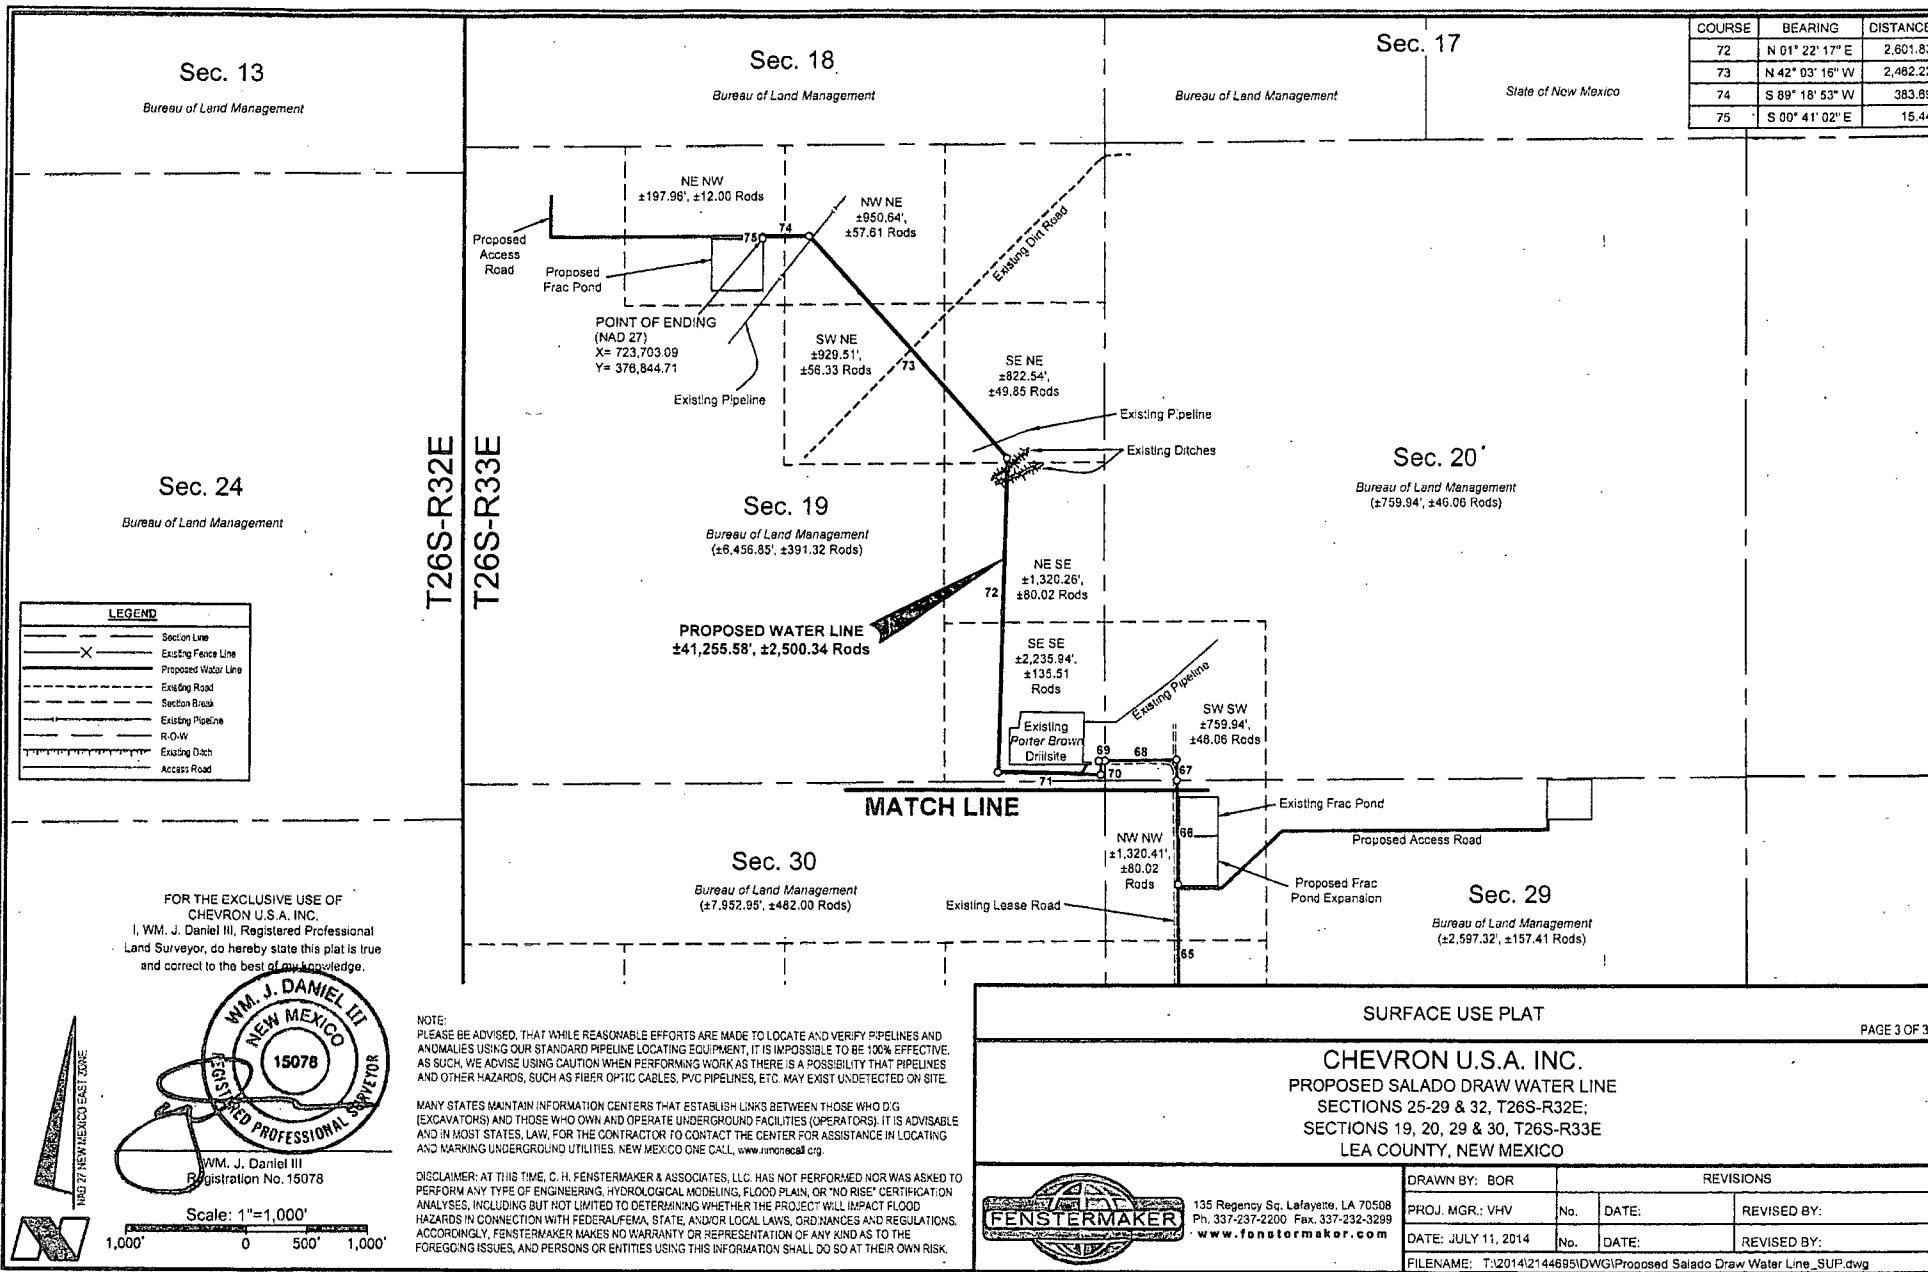 COURSE BEARING DISTANCE
72 N 01° 22' 17" E 2,601.83
73 N 42° 03' 16" W 2,462.22
74 S 89° 18' 53" W 383.69
75 S 00° 41' 02" E 15.44
Sec. 13
Bureau of Land Management
Sec. 18
Bureau of Land Management
Sec. 17
Bureau of Land Management
State of New Mexico
NE NW
±197.96', ±12.00 Rods
NW NE
±950.64',
±57.61 Rods
Proposed
Access
Road
Proposed
Frac Pond
75
74
Existing Dirt Road
POINT OF ENDING
(NAD 27)
X= 723,703.09
Y= 376,844.71
SW NE
±929.51',
±56.33 Rods
73
SE NE
±822.54',
±49.85 Rods
Existing Pipeline
Existing Pipeline
Existing Ditches
T26S-R32E
T26S-R33E
Sec. 24
Bureau of Land Management
Sec. 19
Bureau of Land Management
(±6,456.85', ±391.32 Rods)
Sec. 20
Bureau of Land Management
(±759.94', ±46.06 Rods)
NE SE
±1,320.26',
±80.02 Rods
72
PROPOSED WATER LINE
±41,255.58', ±2,500.34 Rods
SE SE
±2,235.94',
±135.51
Rods
Existing Pipeline
SW SW
±759.94',
±46.06 Rods
Existing
Porter Brown
Drillsite
69
68
67
70
71
LEGEND
Section Line
Existing Fence Line
Proposed Water Line
Existing Road
Section Break
Existing Pipeline
R-O-W
Existing Ditch
Access Road
MATCH LINE
Existing Frac Pond
66
Proposed Access Road
NW NW
±1,320.41',
±80.02
Rods
Sec. 30
Bureau of Land Management
(±7,952.95', ±482.00 Rods)
Proposed Frac
Pond Expansion
Existing Lease Road
Sec. 29
Bureau of Land Management
(±2,597.32', ±157.41 Rods)
65
FOR THE EXCLUSIVE USE OF
CHEVRON U.S.A. INC.
I, WM. J. Daniel III, Registered Professional
Land Surveyor, do hereby state this plat is true
and correct to the best of my knowledge.
WM. J. DANIEL III
NEW MEXICO
15078
REGISTERED PROFESSIONAL SURVEYOR
WM. J. Daniel III
Registration No. 15078
NAD 27 NEW MEXICO EAST ZONE
Scale: 1"=1,000'
1,000' 0 500' 1,000'
NOTE:
PLEASE BE ADVISED, THAT WHILE REASONABLE EFFORTS ARE MADE TO LOCATE AND VERIFY PIPELINES AND
ANOMALIES USING OUR STANDARD PIPELINE LOCATING EQUIPMENT, IT IS IMPOSSIBLE TO BE 100% EFFECTIVE.
AS SUCH, WE ADVISE USING CAUTION WHEN PERFORMING WORK AS THERE IS A POSSIBILITY THAT PIPELINES
AND OTHER HAZARDS, SUCH AS FIBER OPTIC CABLES, PVC PIPELINES, ETC. MAY EXIST UNDETECTED ON SITE.
MANY STATES MAINTAIN INFORMATION CENTERS THAT ESTABLISH LINKS BETWEEN THOSE WHO DIG
(EXCAVATORS) AND THOSE WHO OWN AND OPERATE UNDERGROUND FACILITIES (OPERATORS). IT IS ADVISABLE
AND IN MOST STATES, LAW, FOR THE CONTRACTOR TO CONTACT THE CENTER FOR ASSISTANCE IN LOCATING
AND MARKING UNDERGROUND UTILITIES. NEW MEXICO ONE CALL, www.nmonecall.org.
DISCLAIMER: AT THIS TIME, C. H. FENSTERMAKER & ASSOCIATES, LLC. HAS NOT PERFORMED NOR WAS ASKED TO
PERFORM ANY TYPE OF ENGINEERING, HYDROLOGICAL MODELING, FLOOD PLAIN, OR "NO RISE" CERTIFICATION
ANALYSES, INCLUDING BUT NOT LIMITED TO DETERMINING WHETHER THE PROJECT WILL IMPACT FLOOD
HAZARDS IN CONNECTION WITH FEDERAL/FEMA, STATE, AND/OR LOCAL LAWS, ORDINANCES AND REGULATIONS.
ACCORDINGLY, FENSTERMAKER MAKES NO WARRANTY OR REPRESENTATION OF ANY KIND AS TO THE
FOREGOING ISSUES, AND PERSONS OR ENTITIES USING THIS INFORMATION SHALL DO SO AT THEIR OWN RISK.
SURFACE USE PLAT
PAGE 3 OF 3
CHEVRON U.S.A. INC.
PROPOSED SALADO DRAW WATER LINE
SECTIONS 25-29 & 32, T26S-R32E;
SECTIONS 19, 20, 29 & 30, T26S-R33E
LEA COUNTY, NEW MEXICO
FENSTERMAKER
135 Regency Sq. Lafayette, LA 70508
Ph. 337-237-2200 Fax. 337-232-3299
www.fenstermaker.com
DRAWN BY: BOR REVISIONS
PROJ. MGR.: VHV No. DATE: REVISED BY:
DATE: JULY 11, 2014 No. DATE: REVISED BY:
FILENAME: T:\2014\2144695\DWG\Proposed Salado Draw Water Line_SUP.dwg